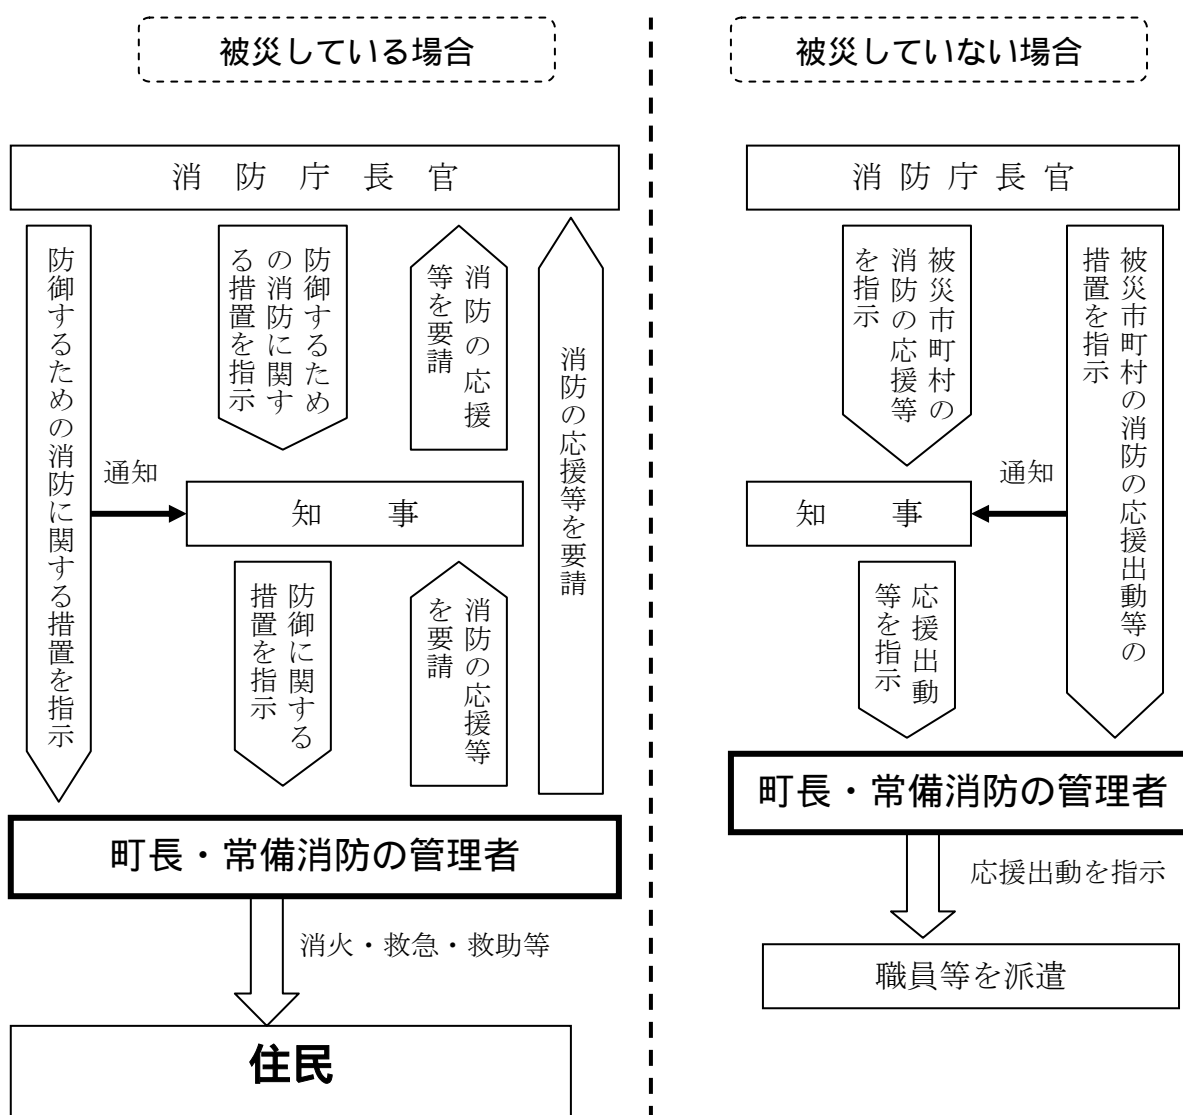 被災している場合
消防庁長官
防御するための消防に関する措置を指示
防御するため
の消防に関す
る措置を指示
消防の応援
等を要請
消防の応援等を要請
通知
知事
防御に関する
措置を指示
消防の応援等
を要請
町長・常備消防の管理者
消火・救急・救助等
住民
被災していない場合
消防庁長官
被災市町村の
消防の応援等
を指示
被災市町村の消防の応援出動等の
措置を指示
通知
知事
応援出動
等を指示
町長・常備消防の管理者
応援出動を指示
職員等を派遣